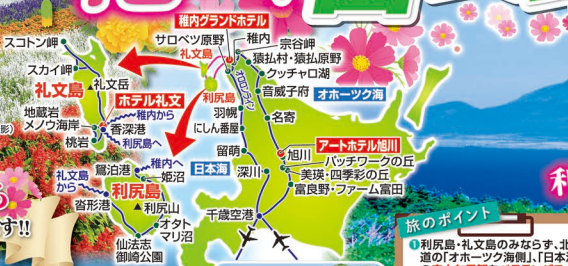 稚内グランドホテル
スコトン岬
サロベツ原野
稚内
宗谷岬
礼文島
猿払村・猿払原野
スカイ岬
クッチャロ湖
礼文岳
礼文島
利尻島
オロロンライン
音威子府
オホーツク海
ホテル礼文
地蔵岩
稚内から
羽幌
メノウ海岸
香深港
にしん番屋
名寄
桃岩
利尻島へ
アートホテル旭川
稚内へ
留萌
旭川
パッチワークの丘
礼文島から
鴛泊港
姫沼
日本海
深川
美瑛・四季彩の丘
利尻島
富良野・ファーム富田
沓形港
利尻山
オタトマリ沼
千歳空港
す!!
仙法志
御崎公園
旅のポイント
❶利尻島・礼文島のみならず、北
道の「オホーツク海側」、「日本